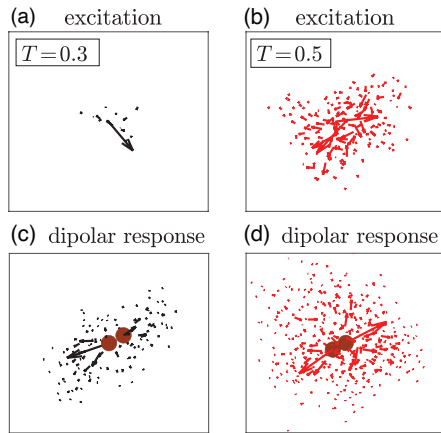 (a) excitation
T = 0.3
(b) excitation
T = 0.5
(c) dipolar response
(d) dipolar response